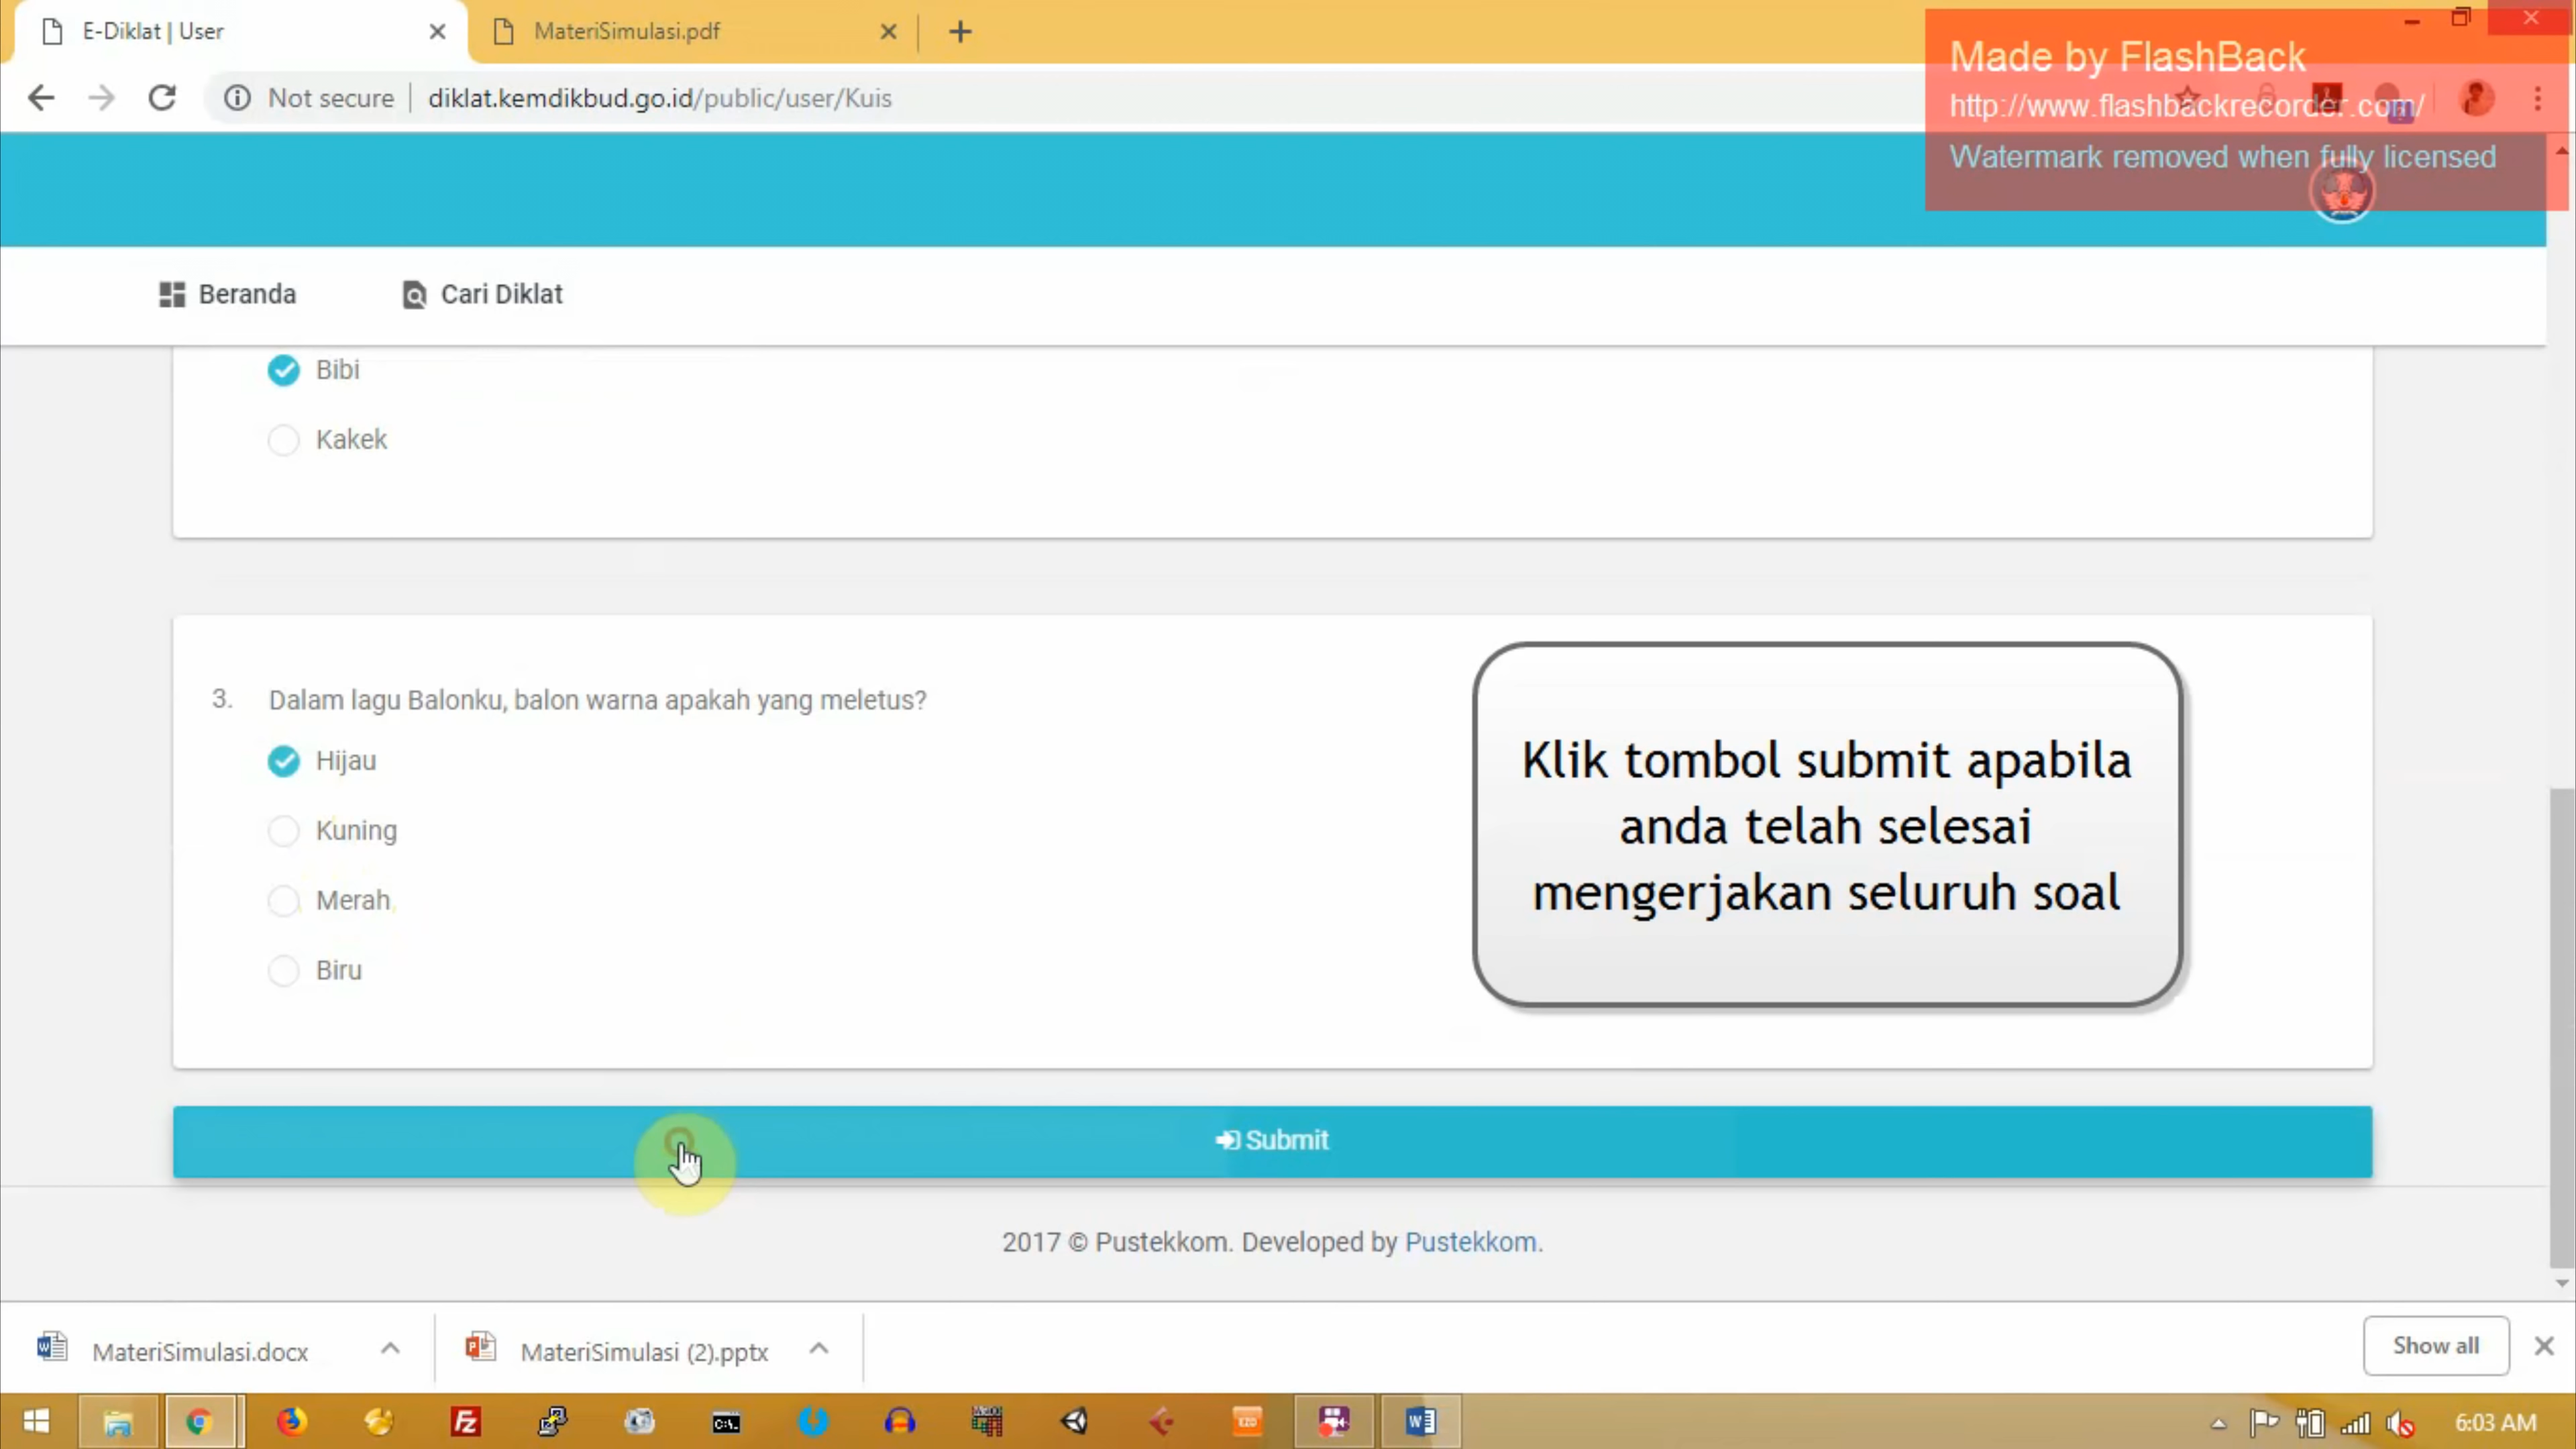 E-Diklat | User
MateriSimulasi.pdf
Made by FlashBack
http://www.flashbackrecorder.com/
Watermark removed when fully licensed
Not secure
diklat.kemdikbud.go.id/public/user/Kuis
Beranda
Cari Diklat
Bibi
Kakek
3. Dalam lagu Balonku, balon warna apakah yang meletus?
Hijau
Kuning
Merah
Biru
Klik tombol submit apabila
anda telah selesai
mengerjakan seluruh soal
Submit
2017 © Pustekkom. Developed by Pustekkom.
MateriSimulasi.docx
MateriSimulasi (2).pptx
Show all
6:03 AM